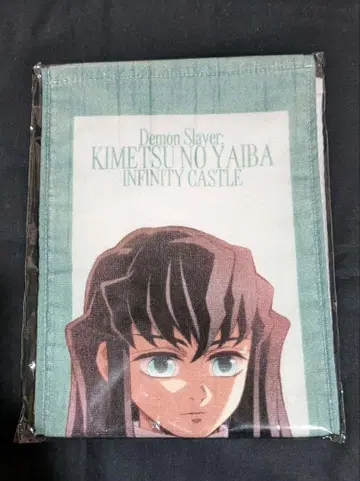 Demon Slayer:
KIMETSU NO YAIBA
INFINITY CASTLE